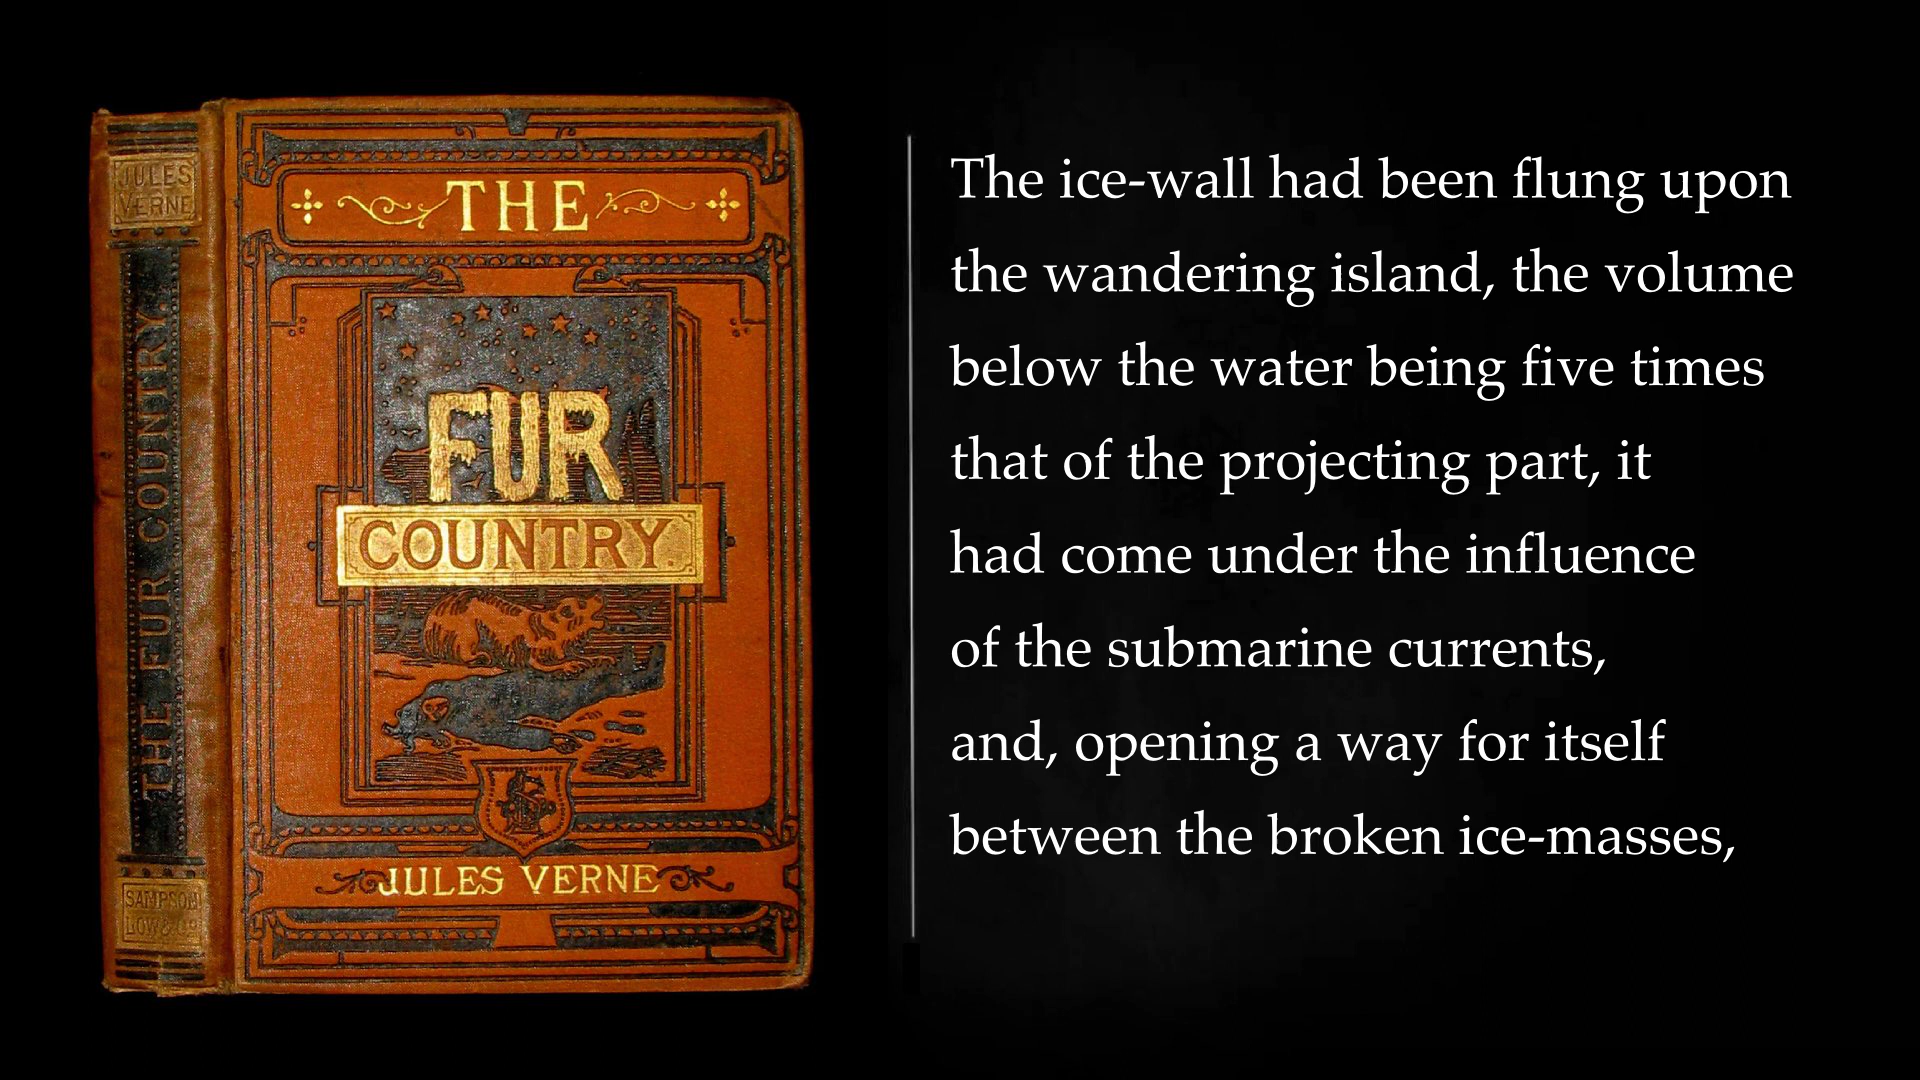 JULES
VERNE
THE FUR COUNTRY.
SAMPSON
LOW & Co
THE
FUR
COUNTRY.
JULES VERNE
The ice-wall had been flung upon
the wandering island, the volume
below the water being five times
that of the projecting part, it
had come under the influence
of the submarine currents,
and, opening a way for itself
between the broken ice-masses,